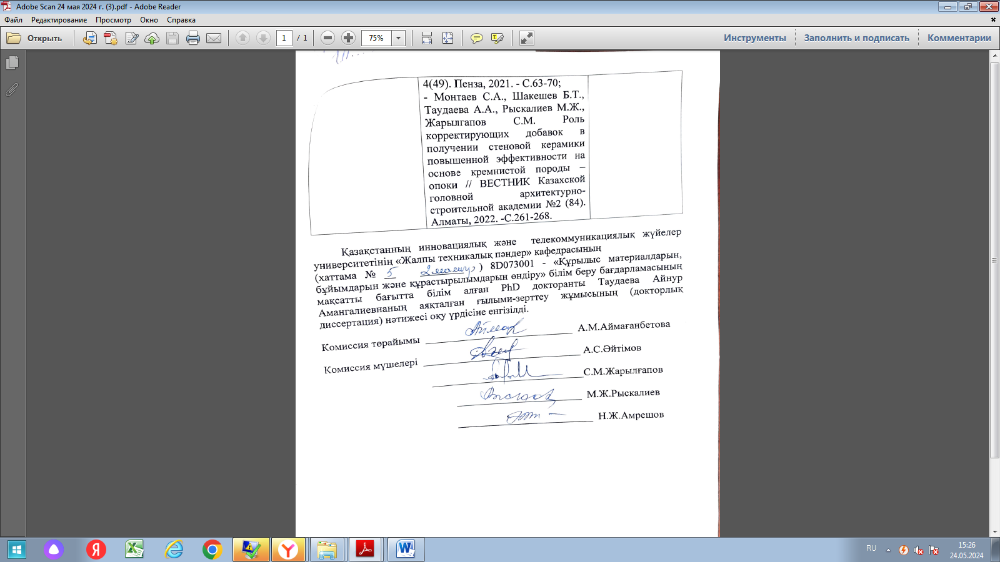 Adobe Scan 24 мая 2024 г. (3).pdf - Adobe Reader
Файл Редактирование Просмотр Окно Справка
Открыть 1 / 1 75% Инструменты Заполнить и подписать Комментарии
4(49). Пенза, 2021. - С.63-70;
- Монтаев С.А., Шакешев Б.Т.,
Таудаева А.А., Рыскалиев М.Ж.,
Жарылгапов С.М. Роль
корректирующих добавок в
получении стеновой керамики
повышенной эффективности на
основе кремнистой породы –
опоки // ВЕСТНИК Казахской
головной архитектурно-
строительной академии №2 (84).
Алматы, 2022. -С.261-268.
Қазақстанның инновациялық және телекоммуникациялық жүйелер
университетінің «Жалпы техникалық пәндер» кафедрасының
(хаттама № 5 ) 8D073001 - «Құрылыс материалдарын,
бұйымдарын және құрастырылымдарын өндіру» білім беру бағдарламасының
мақсатты бағытта білім алған PhD докторанты Таудаева Айнур
Амангалиевнаның аяқталған ғылыми-зерттеу жұмысының (докторлық
диссертация) нәтижесі оқу үрдісіне енгізілді.
Комиссия төрайымы А.М.Аймағанбетова
Комиссия мүшелері А.С.Әйтімов
С.М.Жарылғапов
М.Ж.Рыскалиев
Н.Ж.Амрешов
RU 15:26
24.05.2024